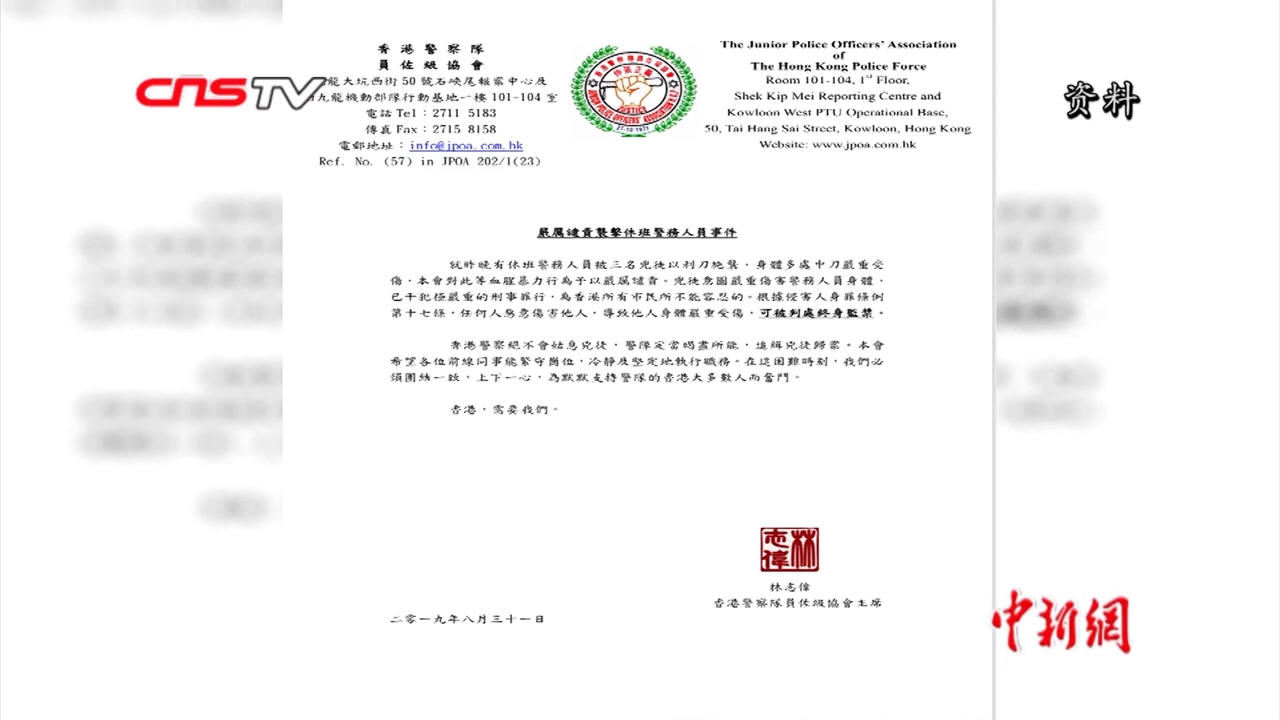 香港警察隊
員佐級協會
龍大坑西街 50 號石峽尾報案中心及
九龍機動部隊行動基地一樓 101-104 室
電話 Tel：2711 5183
傳真 Fax：2715 8158
電郵地址：info@jpoa.com.hk
Ref. No. (57) in JPOA 202/1(23)
The Junior Police Officers' Association
of
The Hong Kong Police Force
Room 101-104, 1st Floor,
Shek Kip Mei Reporting Centre and
Kowloon West PTU Operational Base,
50, Tai Hang Sai Street, Kowloon, Hong Kong
Website: www.jpoa.com.hk
CNSTV
资料
嚴厲譴責襲擊休班警務人員事件
就昨晚有休班警務人員被三名兇徒以利刀施襲，身體多處中刀嚴重受
傷，本會對此等血腥暴力行為予以嚴厲譴責。兇徒意圖嚴重傷害警務人員身體，
已干犯極嚴重的刑事罪行，為香港所有市民所不能容忍的。根據侵害人身罪條例
第十七條，任何人惡意傷害他人，導致他人身體嚴重受傷，可被判處終身監禁。
香港警察絕不會姑息兇徒，警隊定當竭盡所能，追緝兇徒歸案。本會
希望各位前線同事能緊守崗位，冷靜及堅定地執行職務。在這困難時刻，我們必
須團結一致，上下一心，為默默支持警隊的香港大多數人而奮鬥。
香港，需要我們。
林志偉
林志偉
香港警察隊員佐級協會主席
二零一九年八月三十一日
中新網